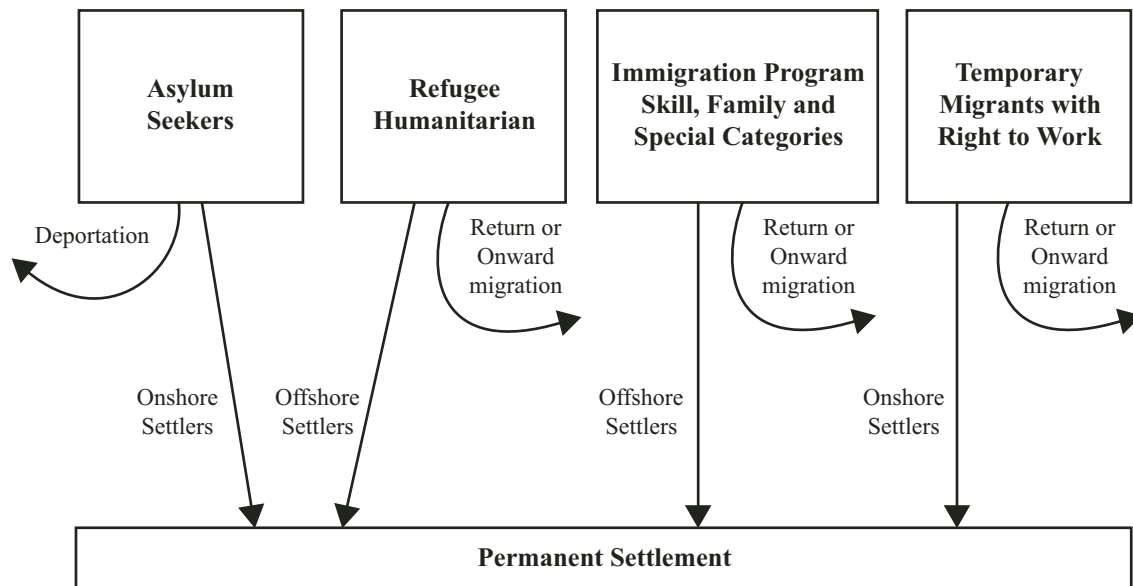 Asylum
Seekers
Refugee
Humanitarian
Immigration Program
Skill, Family and
Special Categories
Temporary
Migrants with
Right to Work
Deportation
Return or
Onward
migration
Return or
Onward
migration
Return or
Onward
migration
Onshore
Settlers
Offshore
Settlers
Offshore
Settlers
Onshore
Settlers
Permanent Settlement